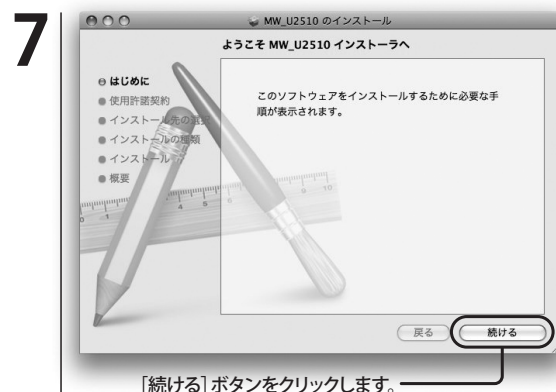 7
MW_U2510 のインストール
ようこそ MW_U2510 インストーラへ
はじめに
使用許諾契約
インストール先の選択
インストールの種類
インストール
概要
このソフトウェアをインストールするために必要な手
順が表示されます。
0 1 4 5 6
戻る
続ける
[続ける] ボタンをクリックします。